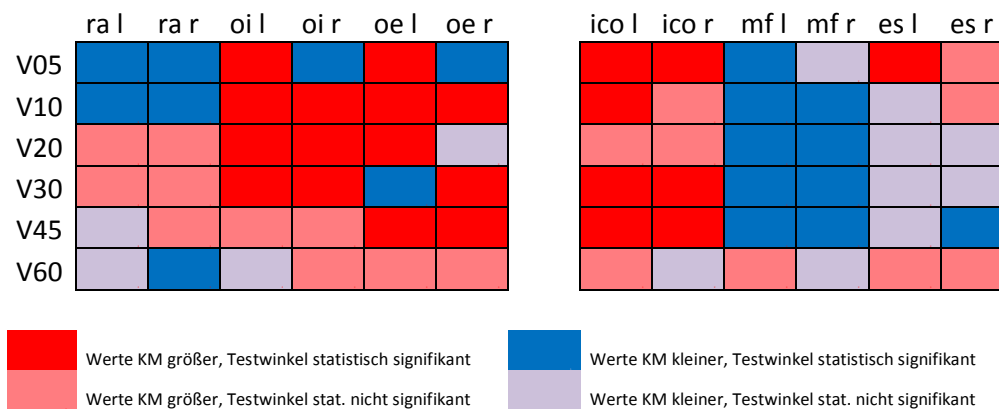 ra l ra r oi l oi r oe l oe r ico l ico r mf l mf r es l es r
V05
V10
V20
V30
V45
V60
Werte KM größer, Testwinkel statistisch signifikant Werte KM kleiner, Testwinkel statistisch signifikant
Werte KM größer, Testwinkel stat. nicht signifikant Werte KM kleiner, Testwinkel stat. nicht signifikant